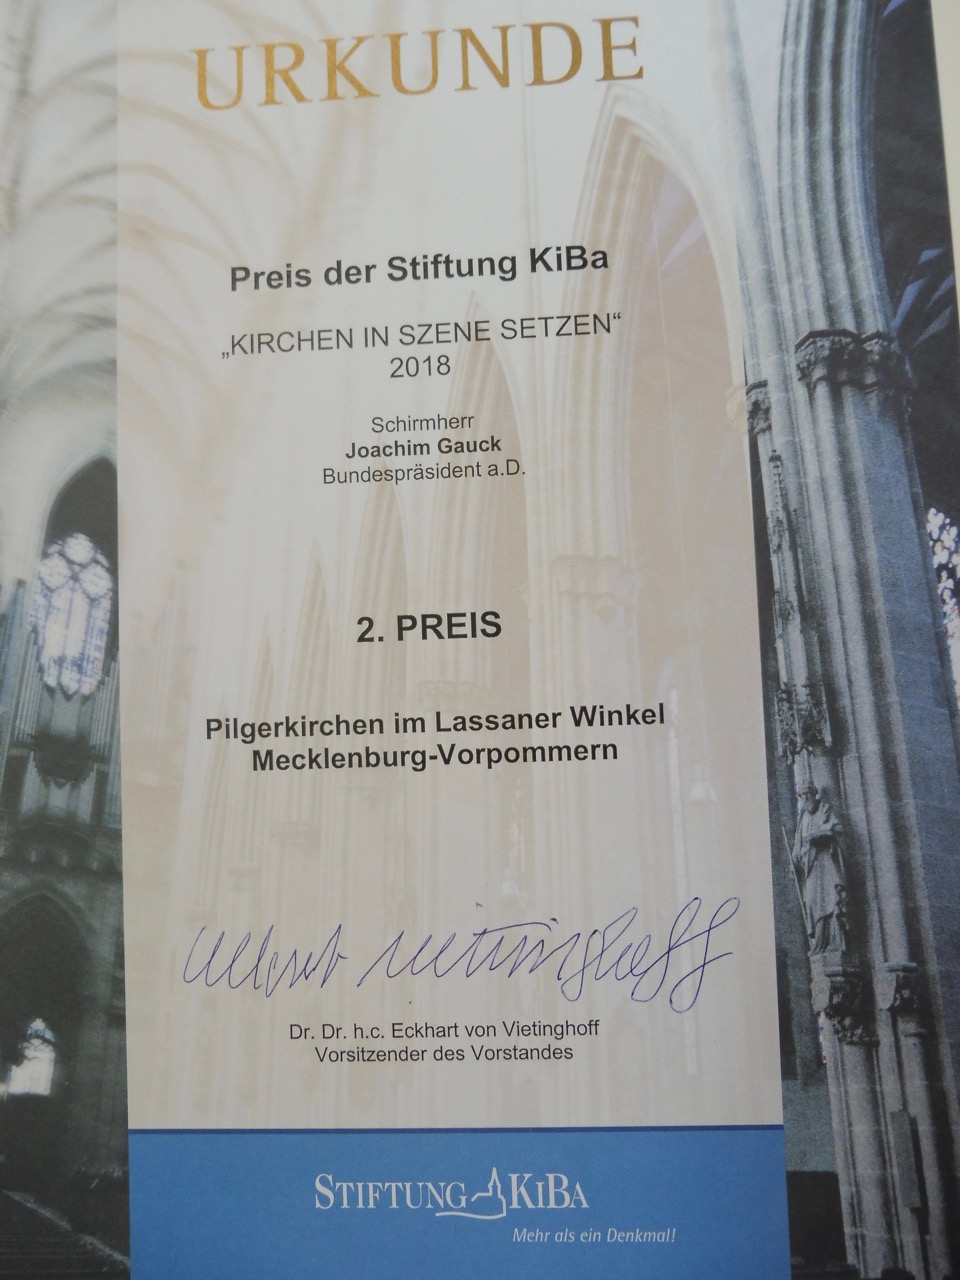 URKUNDE
Preis der Stiftung KiBa
„KIRCHEN IN SZENE SETZEN“
2018
Schirmherr
Joachim Gauck
Bundespräsident a.D.
2. PREIS
Pilgerkirchen im Lassaner Winkel
Mecklenburg-Vorpommern
Dr. Dr. h.c. Eckhart von Vietinghoff
Vorsitzender des Vorstandes
STIFTUNG KIBA
Mehr als ein Denkmal!